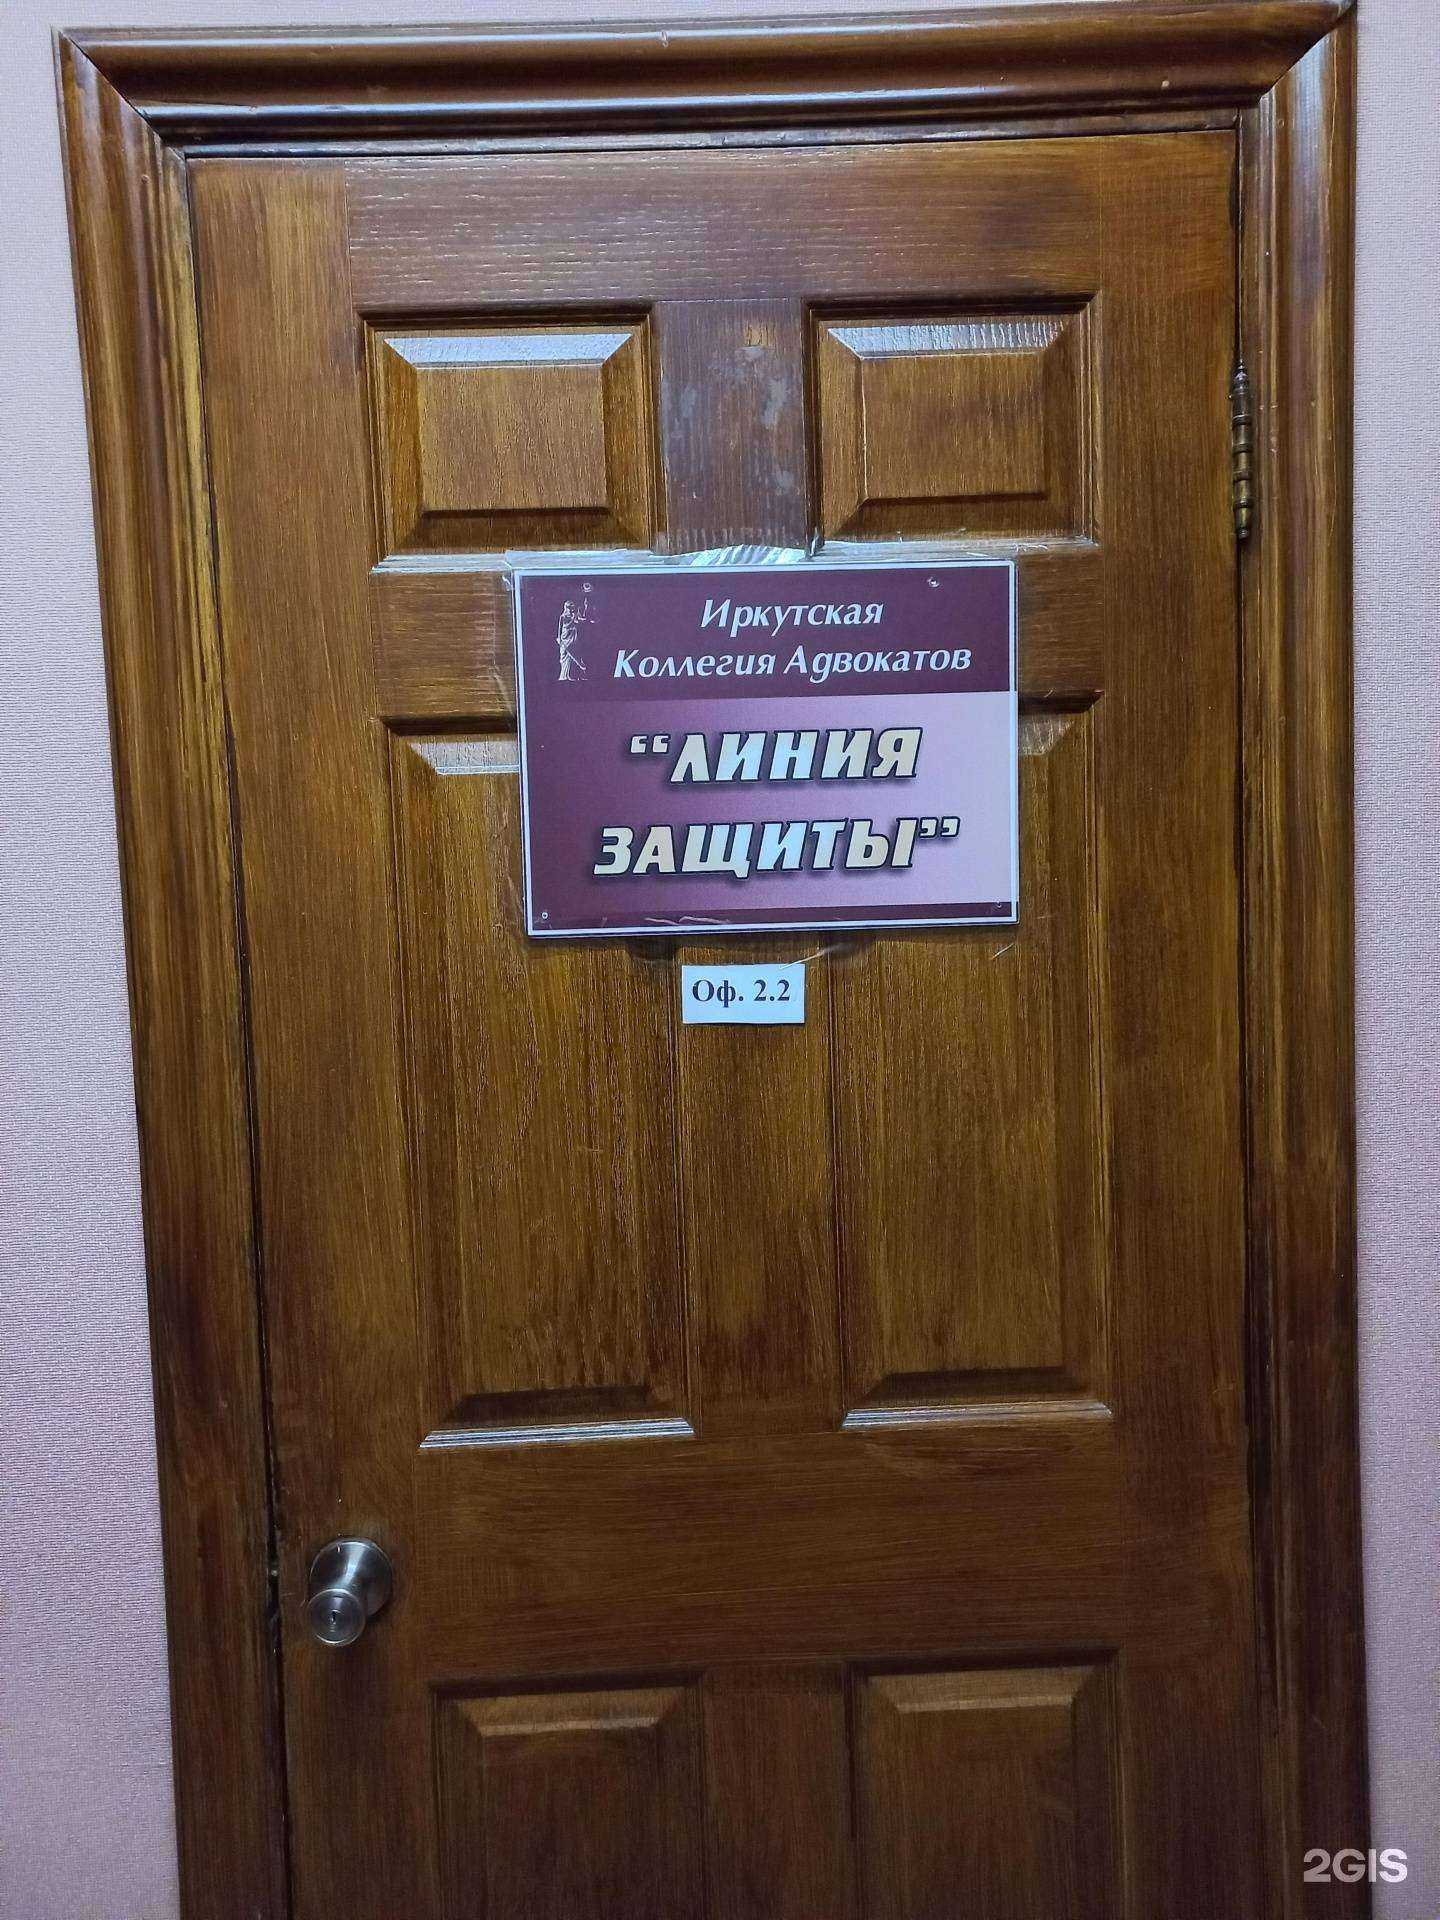 Иркутская
Коллегия Адвокатов
“ЛИНИЯ
ЗАЩИТЫ”
Оф. 2.2
2GIS